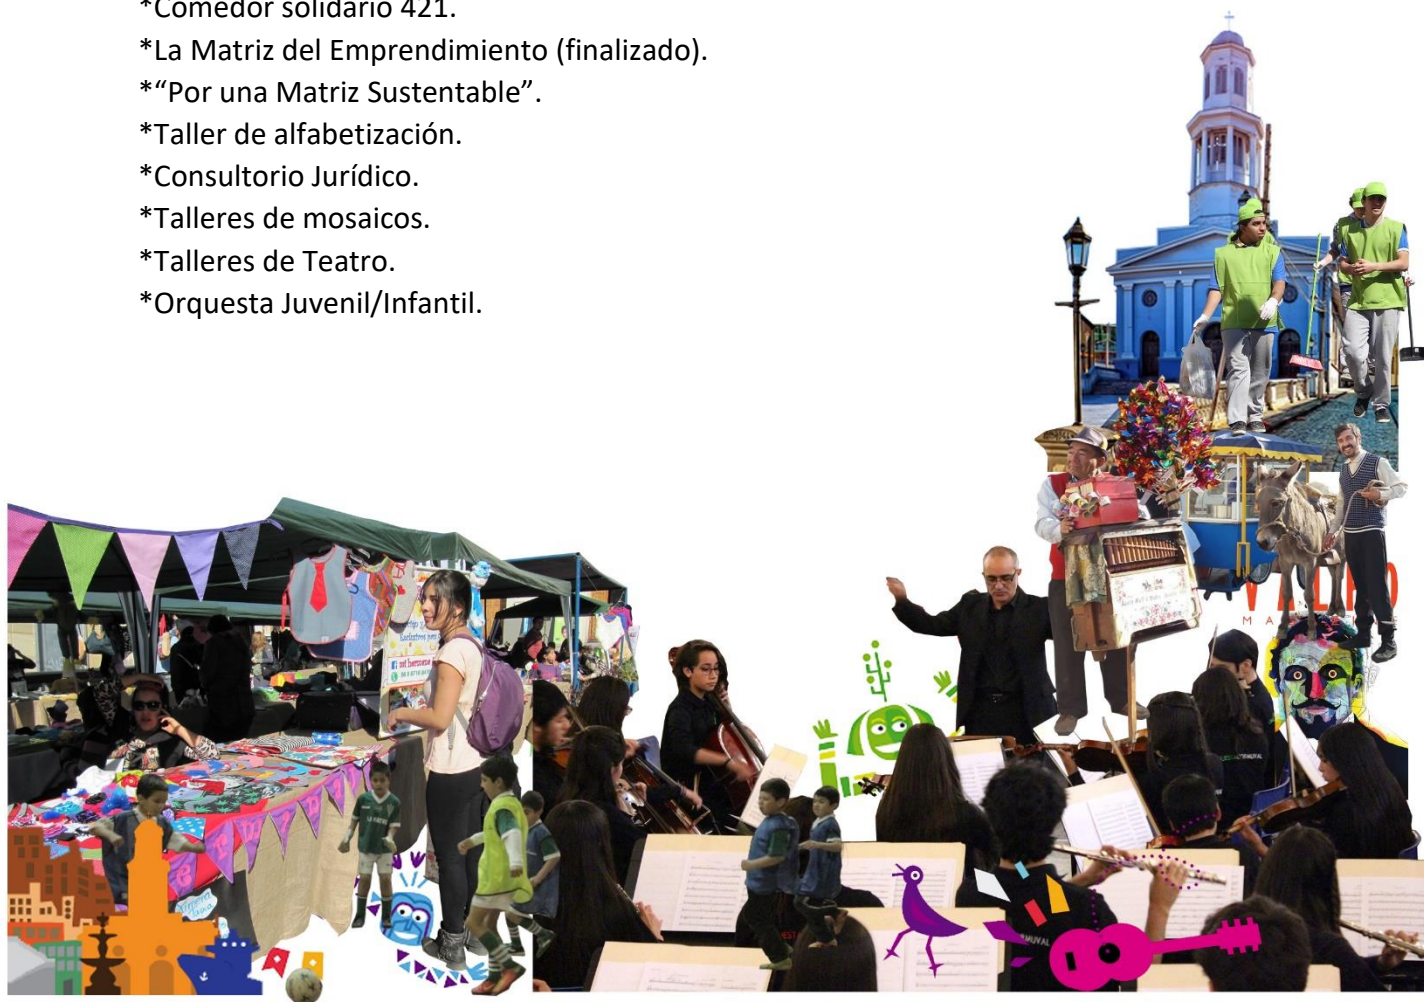 *Comedor solidario 421.
*La Matriz del Emprendimiento (finalizado).
*“Por una Matriz Sustentable”.
*Taller de alfabetización.
*Consultorio Jurídico.
*Talleres de mosaicos.
*Talleres de Teatro.
*Orquesta Juvenil/Infantil.